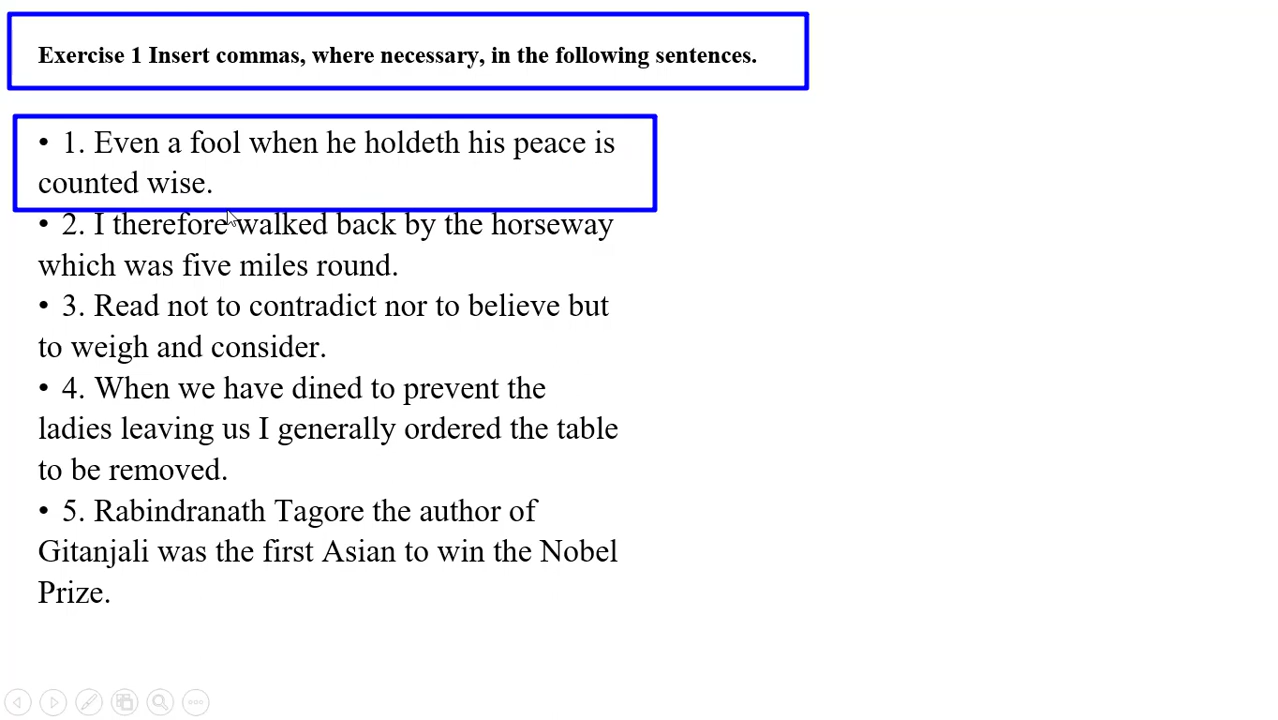 Exercise 1 Insert commas, where necessary, in the following sentences.
• 1. Even a fool when he holdeth his peace is
counted wise.
• 2. I therefore walked back by the horseway
which was five miles round.
• 3. Read not to contradict nor to believe but
to weigh and consider.
• 4. When we have dined to prevent the
ladies leaving us I generally ordered the table
to be removed.
• 5. Rabindranath Tagore the author of
Gitanjali was the first Asian to win the Nobel
Prize.